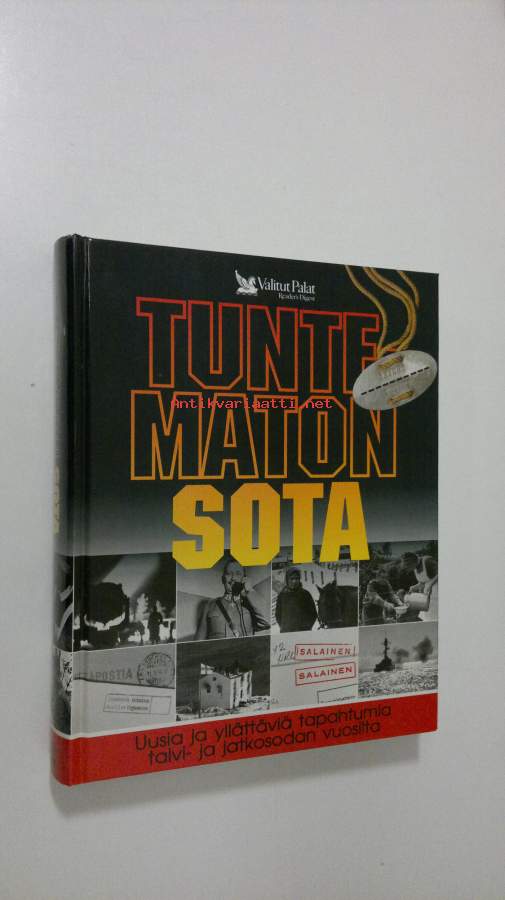 Valitut Palat
Reader's Digest
TUNTE
MATON
SOTA
Antikvariaatti.net
SALAINEN
SALAINEN
Uusia ja yllättäviä tapahtumia
talvi- ja jatkosodan vuosilta